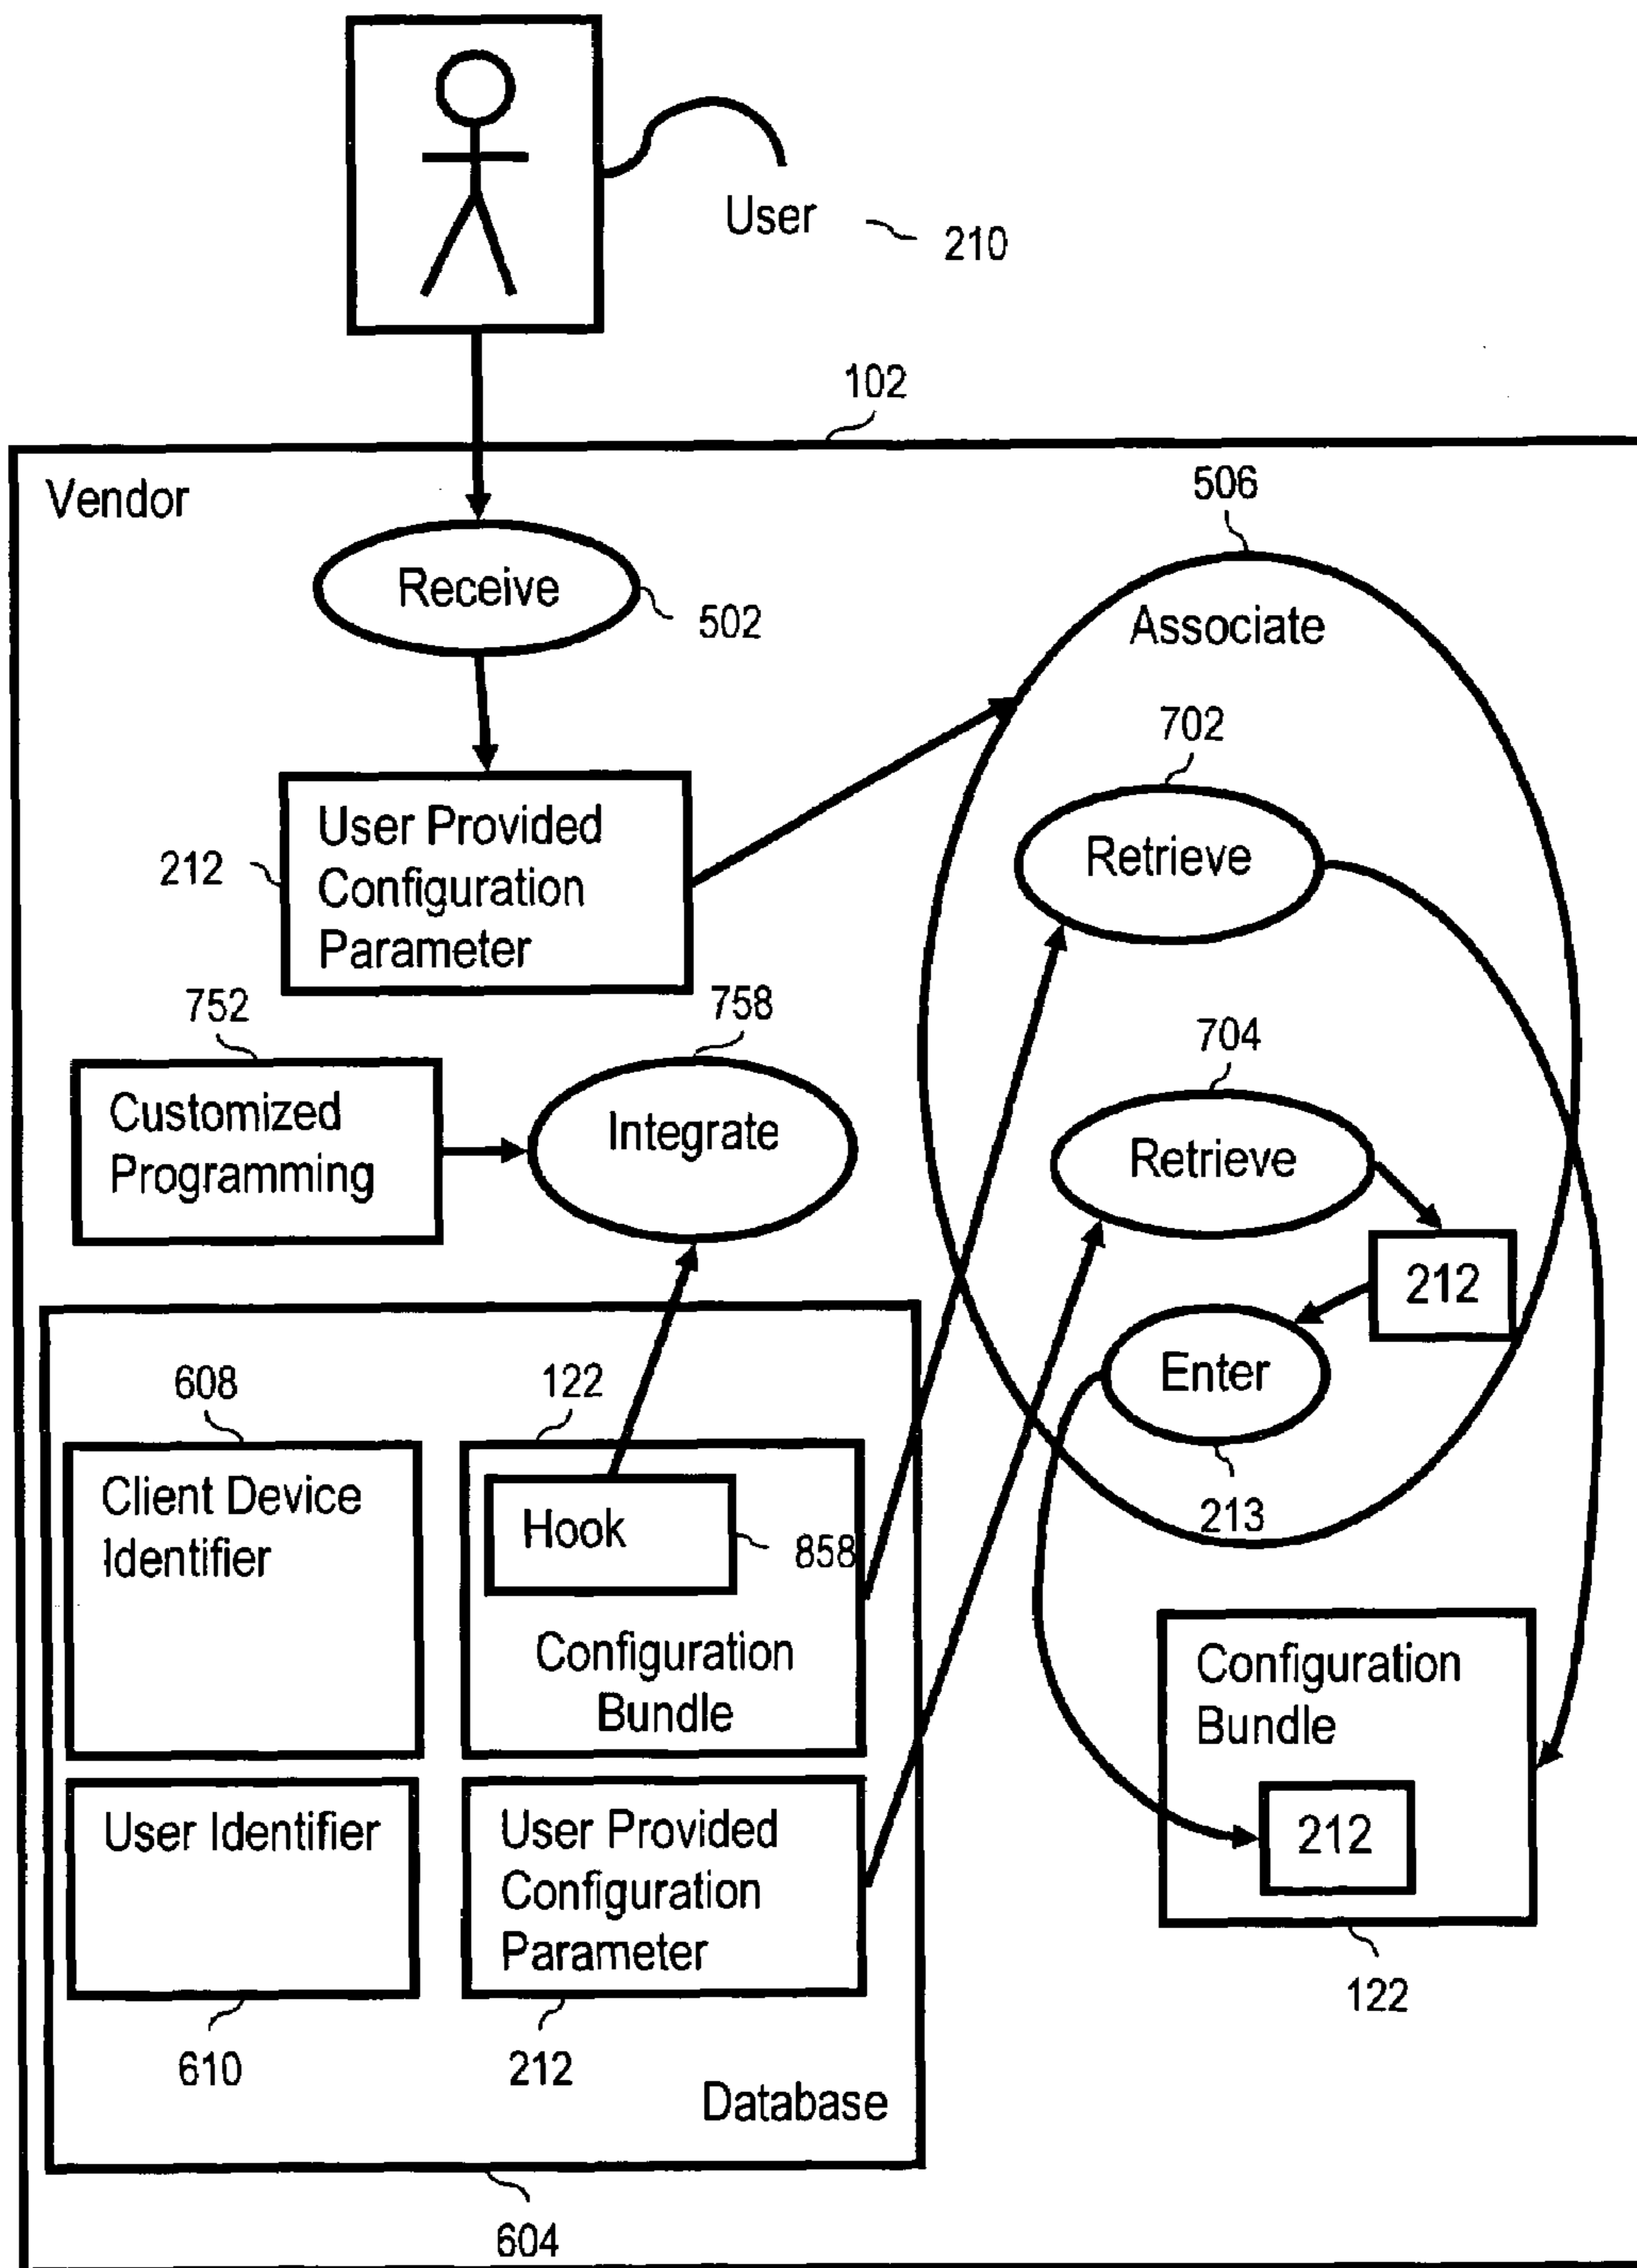 User
210
102
Vendor
506
Receive
502
Associate
702
User Provided
Configuration
Parameter
212
Retrieve
752
758
704
Customized
Programming
Integrate
Retrieve
212
608
122
Enter
Client Device
Identifier
Hook
858
213
Configuration
Bundle
Configuration
Bundle
User Identifier
User Provided
Configuration
Parameter
212
122
610
212
Database
604